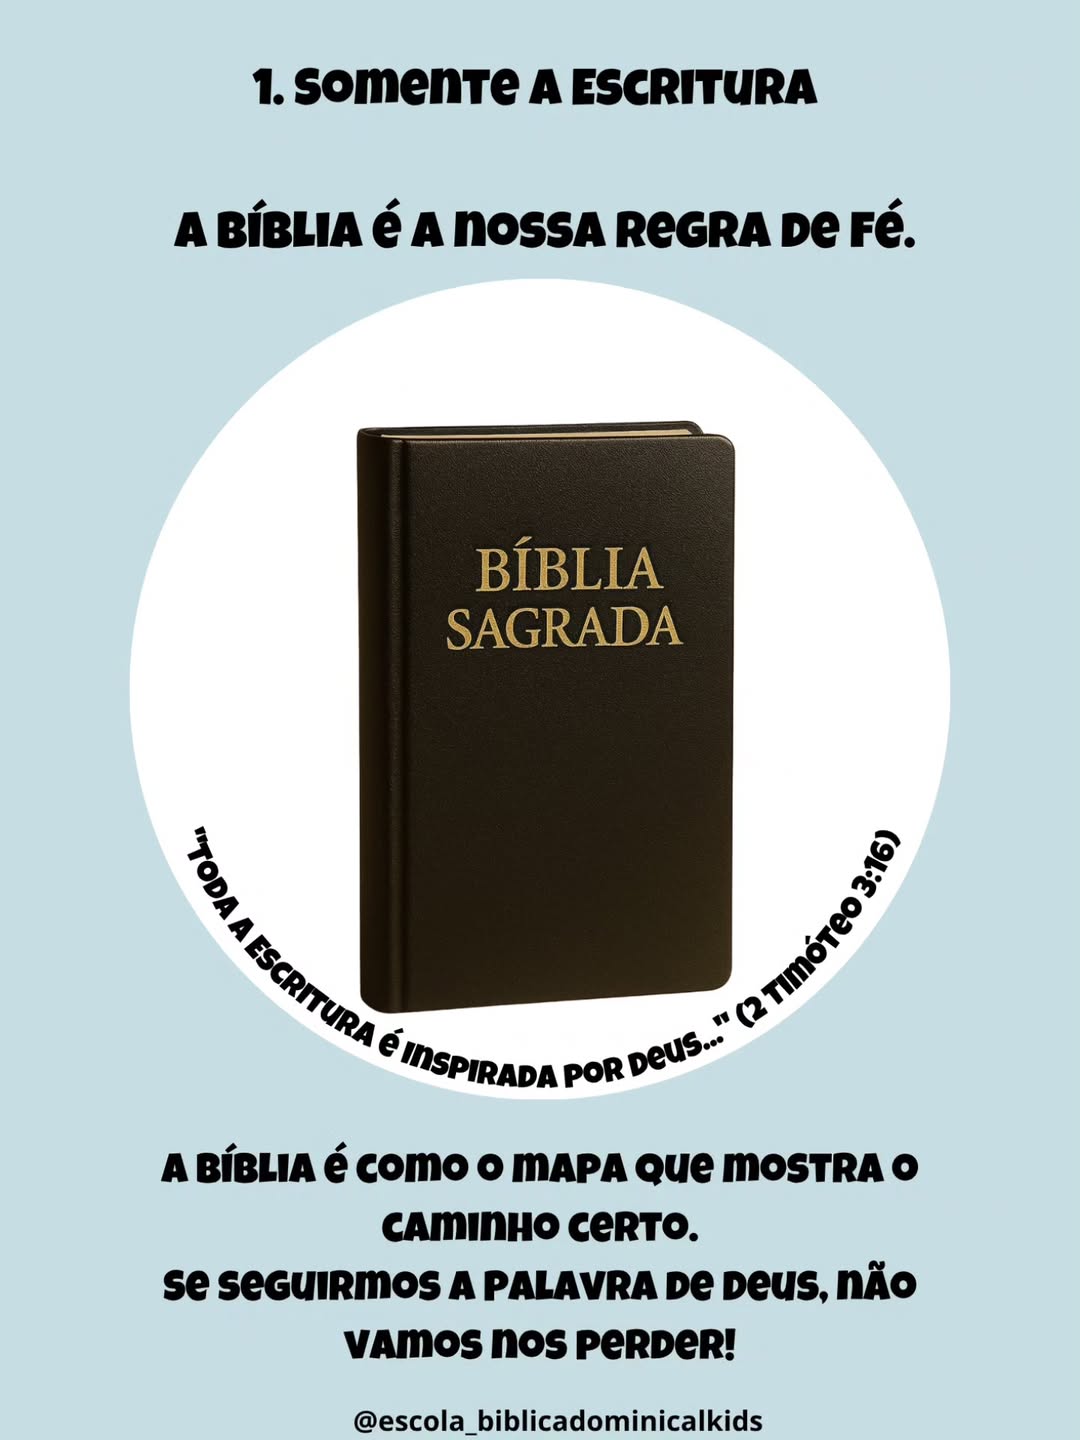 1. Somente a Escritura
A Bíblia é a nossa regra de fé.
BÍBLIA
SAGRADA
"Toda a Escritura é inspirada por Deus..." (2 Timóteo 3:16)
A Bíblia é como o mapa que mostra o
caminho certo.
Se seguirmos a Palavra de Deus, não
vamos nos perder!
@escola_biblicadominicalkids